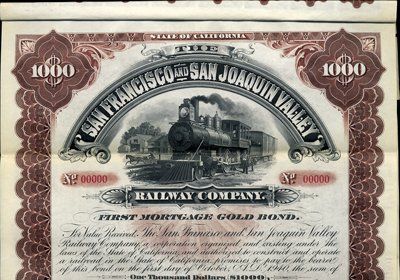 STATE OF CALIFORNIA
THE
1000
1000
SAN FRANCISCO AND SAN JOAQUIN VALLEY
No 00000
No 00000
RAILWAY COMPANY.
FIRST MORTGAGE GOLD BOND.
For Value Received, The San Francisco and San Joaquin Valley
Railway Company, a corporation organized and existing under the
laws of the State of California, and authorized to construct and operate
a railroad in the State of California, promises to pay to the bearer
of this bond on the first day of October, A.D. 1940, the sum of
One Thousand Dollars ($1000.)